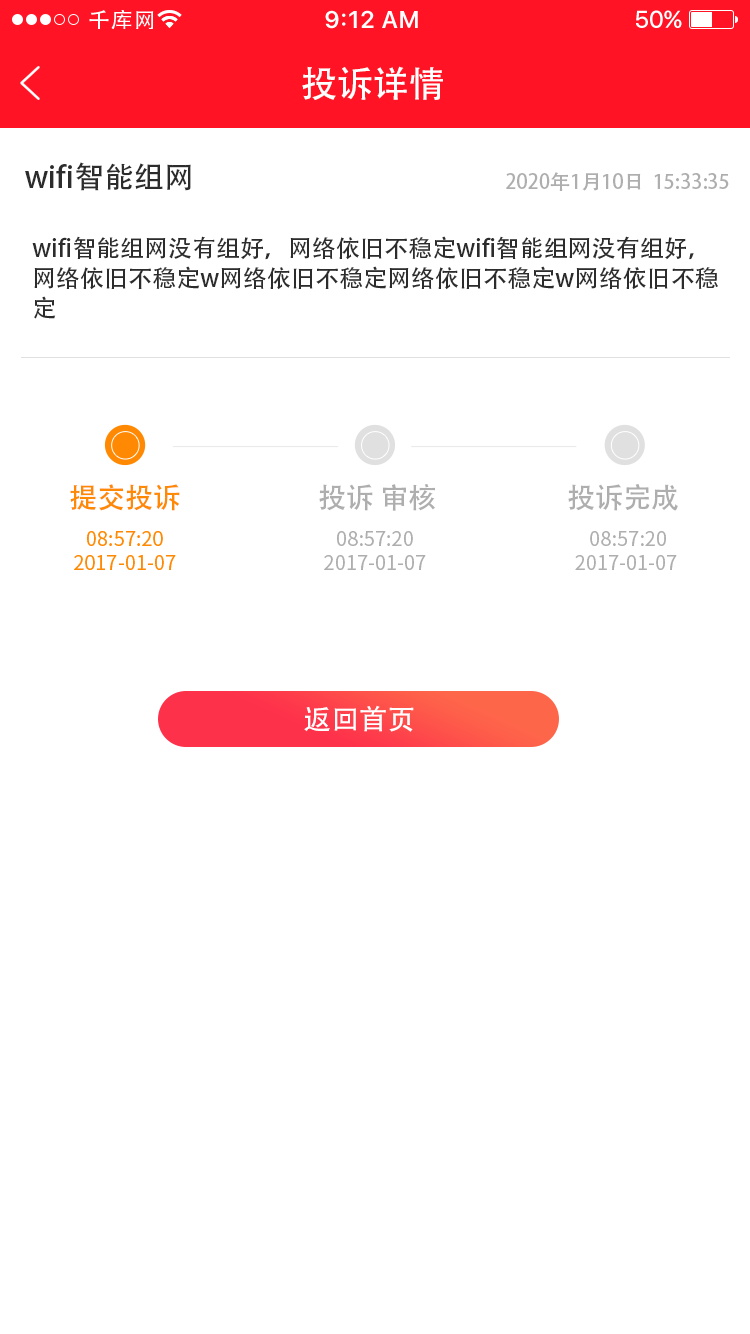 千库网 9:12 AM 50%
投诉详情
wifi智能组网 2020年1月10日 15:33:35
wifi智能组网没有组好，网络依旧不稳定wifi智能组网没有组好，
网络依旧不稳定w网络依旧不稳定网络依旧不稳定w网络依旧不稳
定
提交投诉 投诉 审核 投诉完成
08:57:20 08:57:20 08:57:20
2017-01-07 2017-01-07 2017-01-07
返回首页